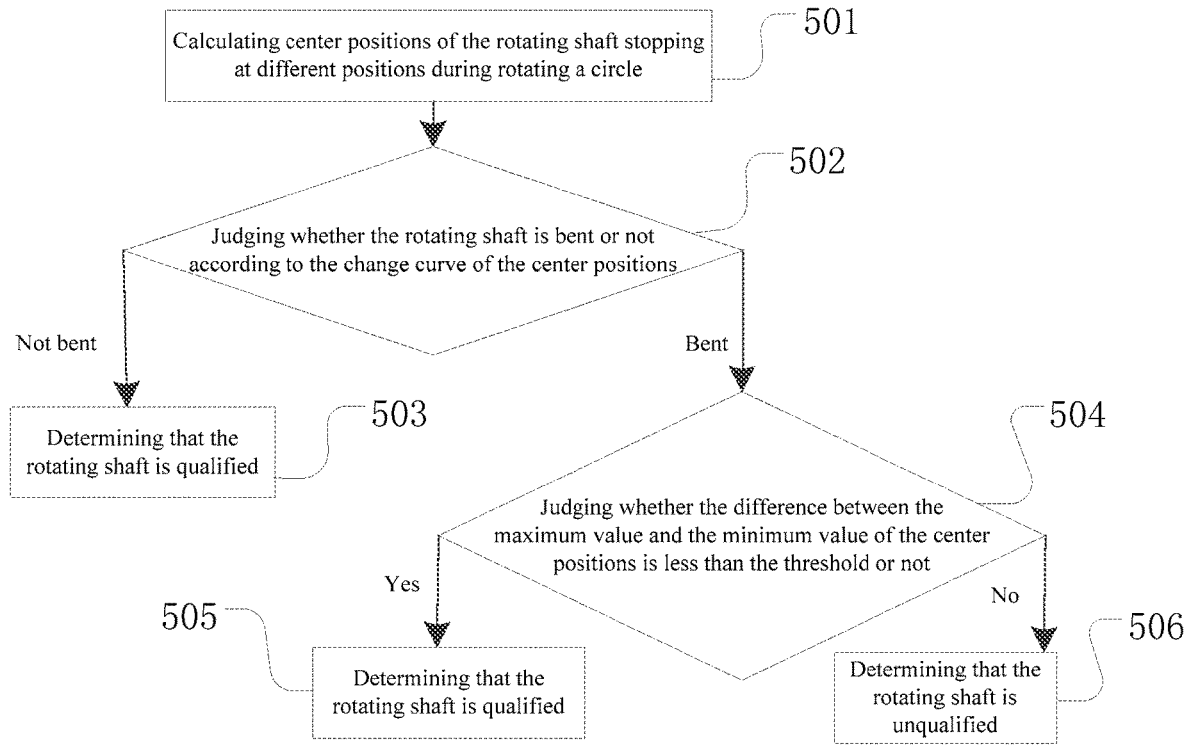 501
Calculating center positions of the rotating shaft stopping
at different positions during rotating a circle
502
Judging whether the rotating shaft is bent or not
according to the change curve of the center positions
Not bent
Bent
503
Determining that the
rotating shaft is qualified
504
Judging whether the difference between the
maximum value and the minimum value of the center
positions is less than the threshold or not
Yes
No
505
Determining that the
rotating shaft is qualified
506
Determining that the
rotating shaft is
unqualified